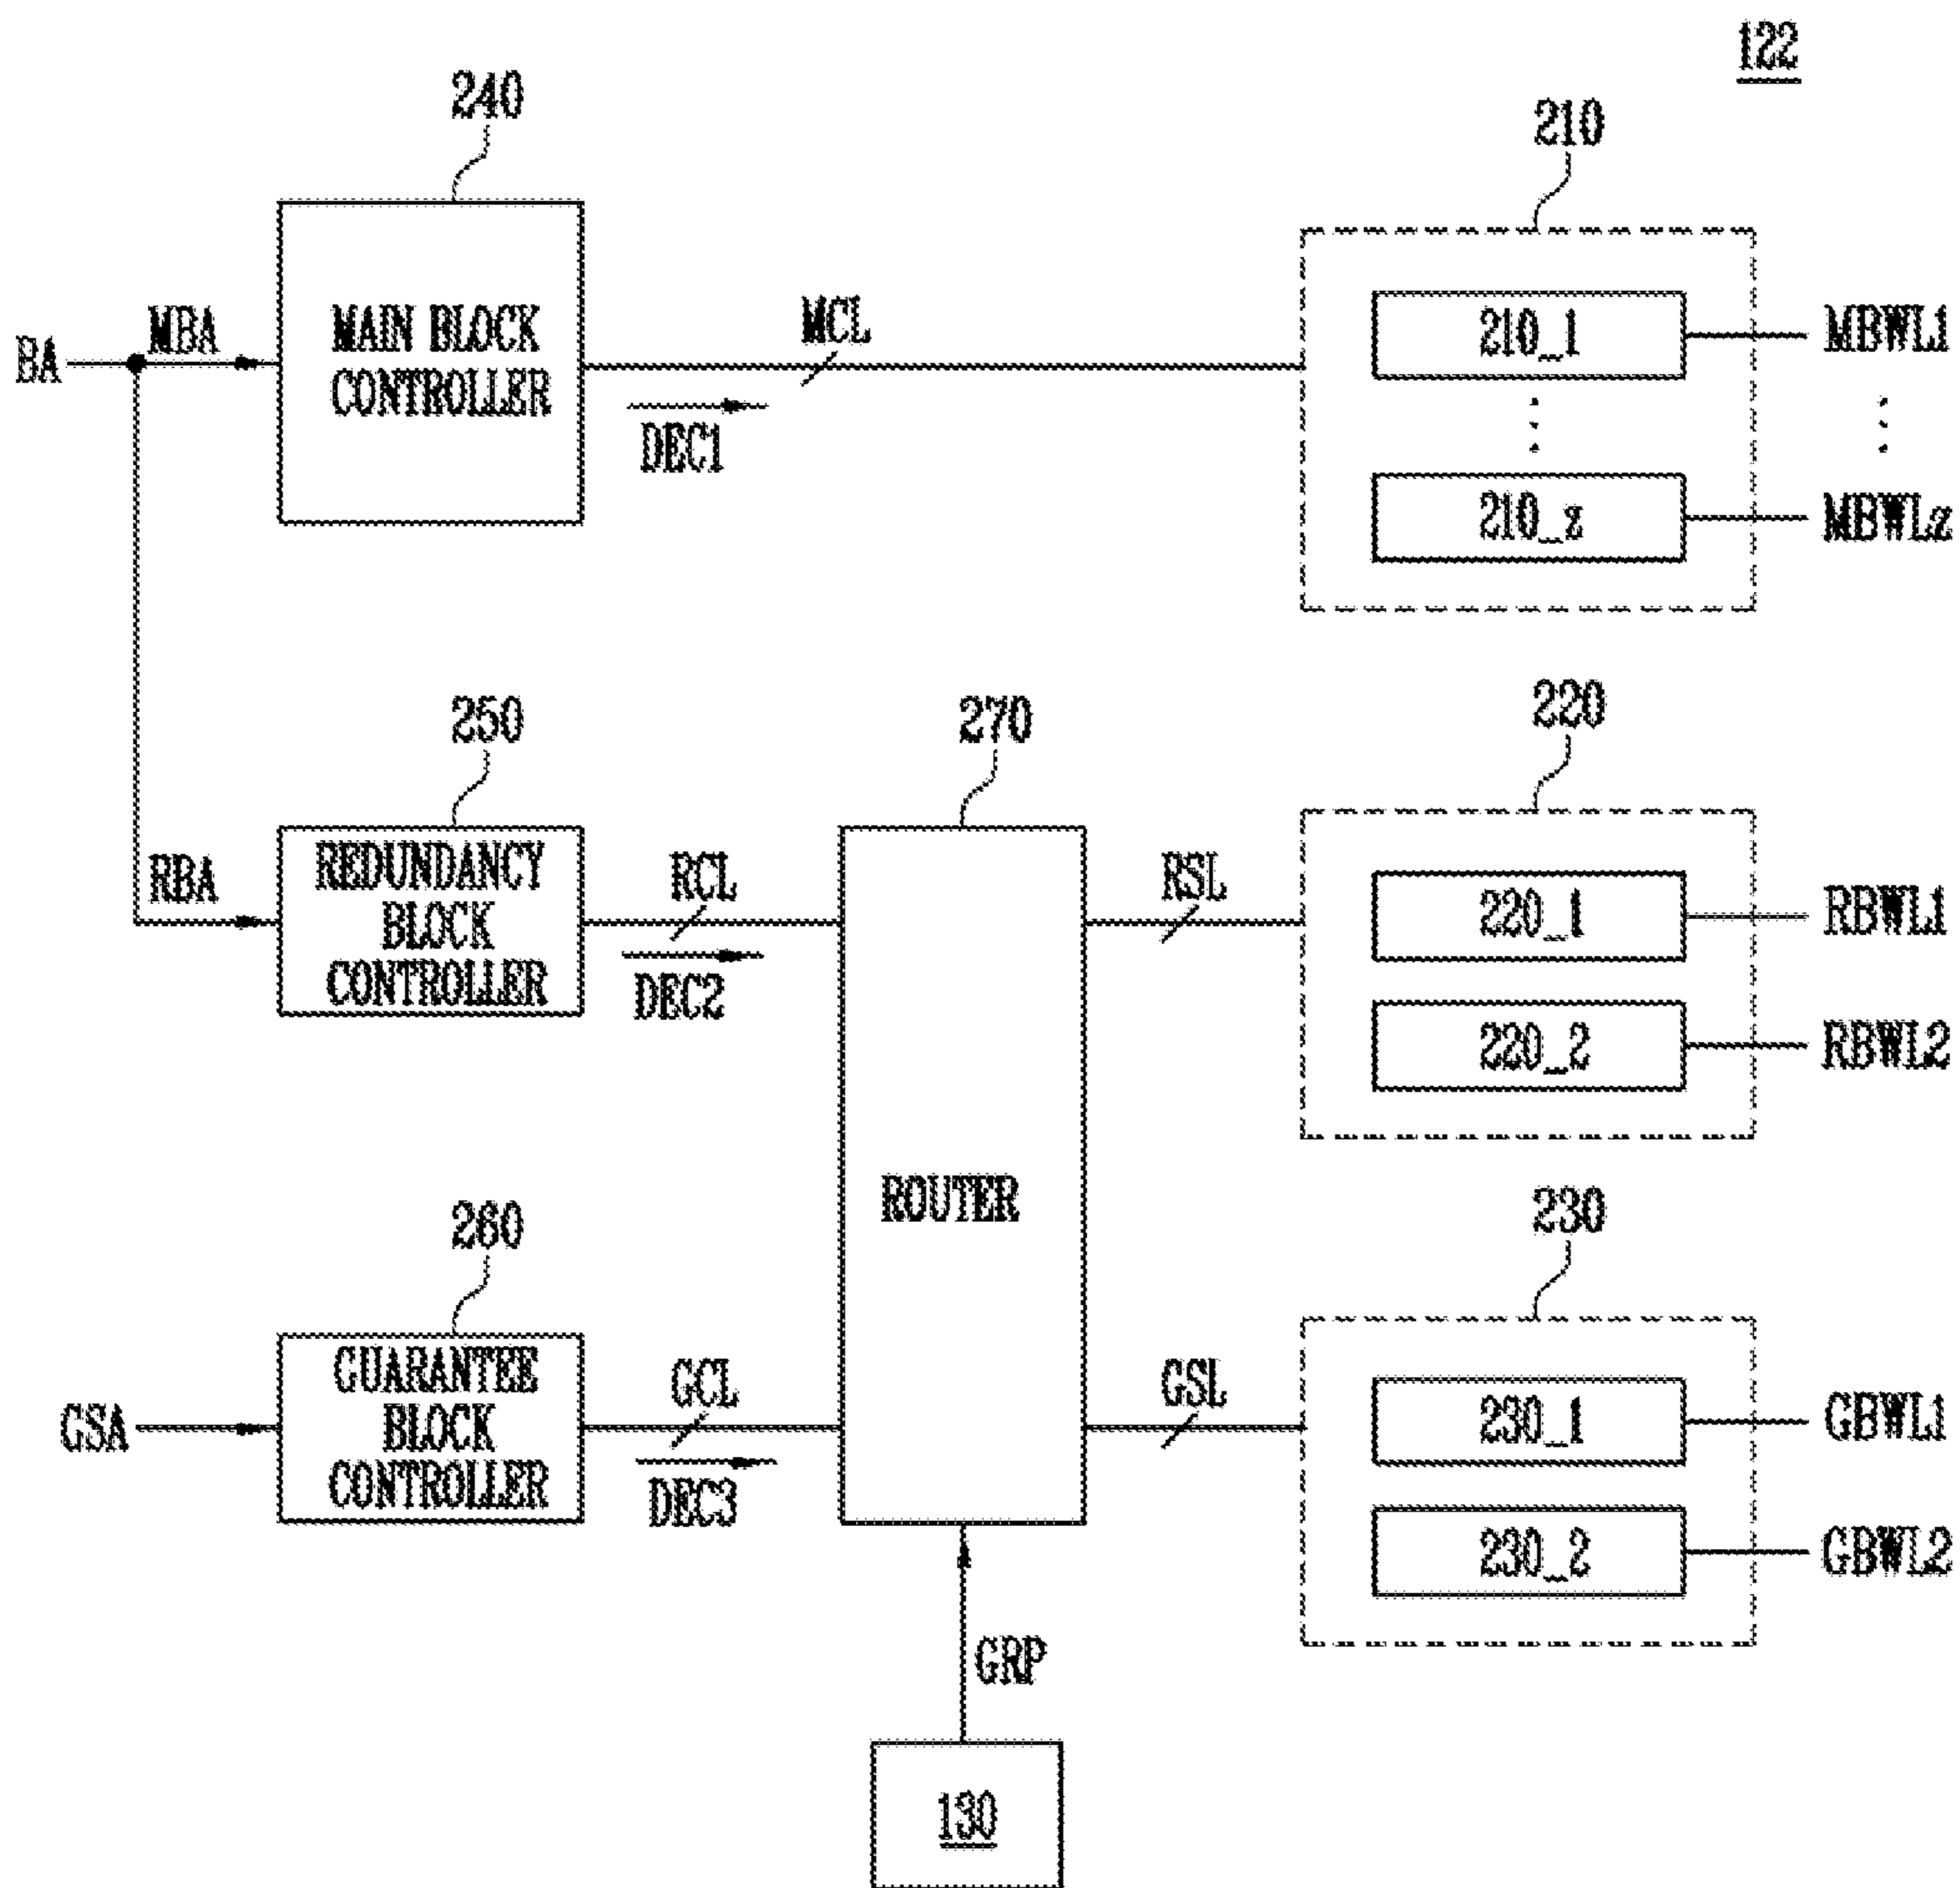 122
240
210
BA
MBA
MAIN BLOCK
CONTROLLER
MCL
DEC1
210_1
MBWL1
210_z
MBWLz
250
270
220
RBA
REDUNDANCY
BLOCK
CONTROLLER
RCL
DEC2
RSL
220_1
RBWL1
220_2
RBWL2
ROUTER
260
230
GSA
GUARANTEE
BLOCK
CONTROLLER
GCL
DEC3
GSL
230_1
GBWL1
230_2
GBWL2
GRP
130